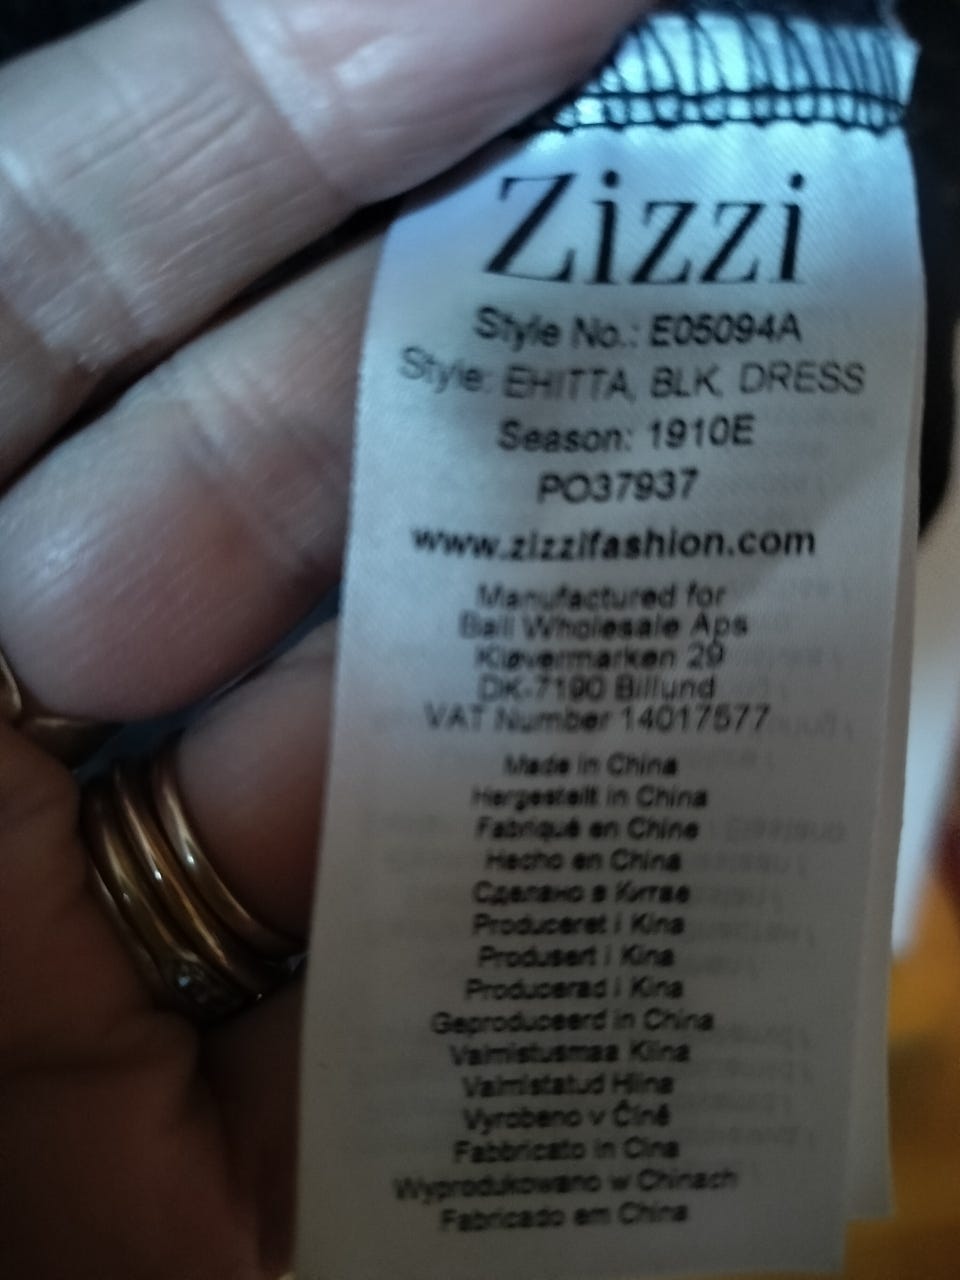 Zizzi
Style No.: E05094A
Style: EHITTA, BLK, DRESS
Season: 1910E
PO37937
www.zizzifashion.com
Manufactured for
Ball Wholesale Aps
Kløvermarken 29
DK-7190 Billund
VAT Number 14017577
Made in China
Hergestellt in China
Fabriqué en Chine
Hecho en China
Сделано в Китае
Produceret i Kina
Produsert i Kina
Producerad i Kina
Geproduceerd in China
Valmistusmaa Kiina
Valmistatud Hiina
Vyrobeno v Číně
Fabbricato in Cina
Wyprodukowano w Chinach
Fabricado em China